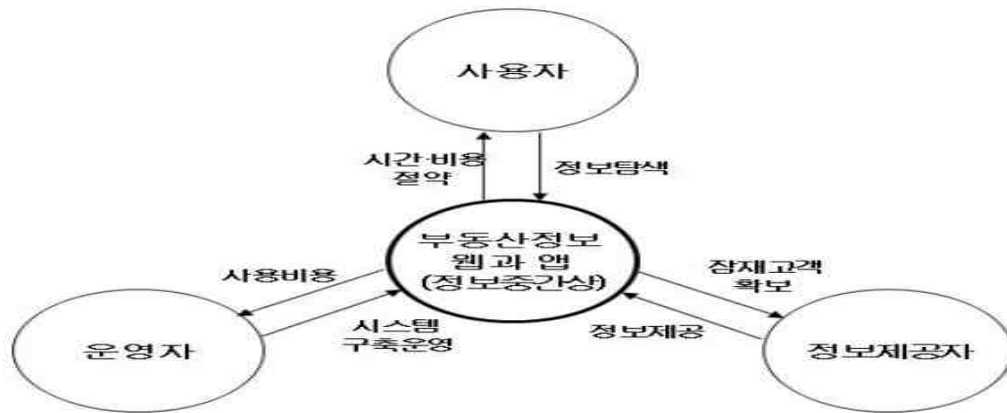 사용자
시간·비용
절약
정보탐색
부동산정보
웹과 앱
(정보중간상)
사용비용
잠재고객
확보
시스템
구축운영
정보제공
운영자
정보제공자